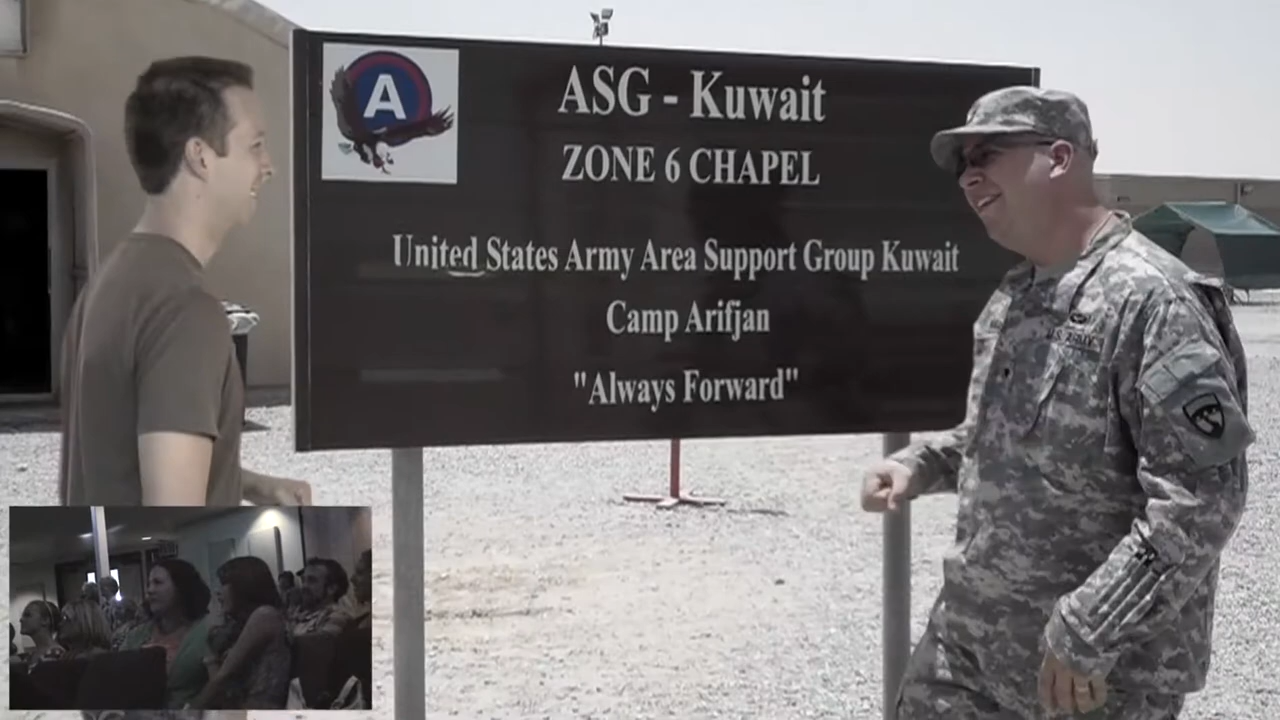 A
ASG - Kuwait
ZONE 6 CHAPEL
United States Army Area Support Group Kuwait
Camp Arifjan
"Always Forward"
U.S. ARMY